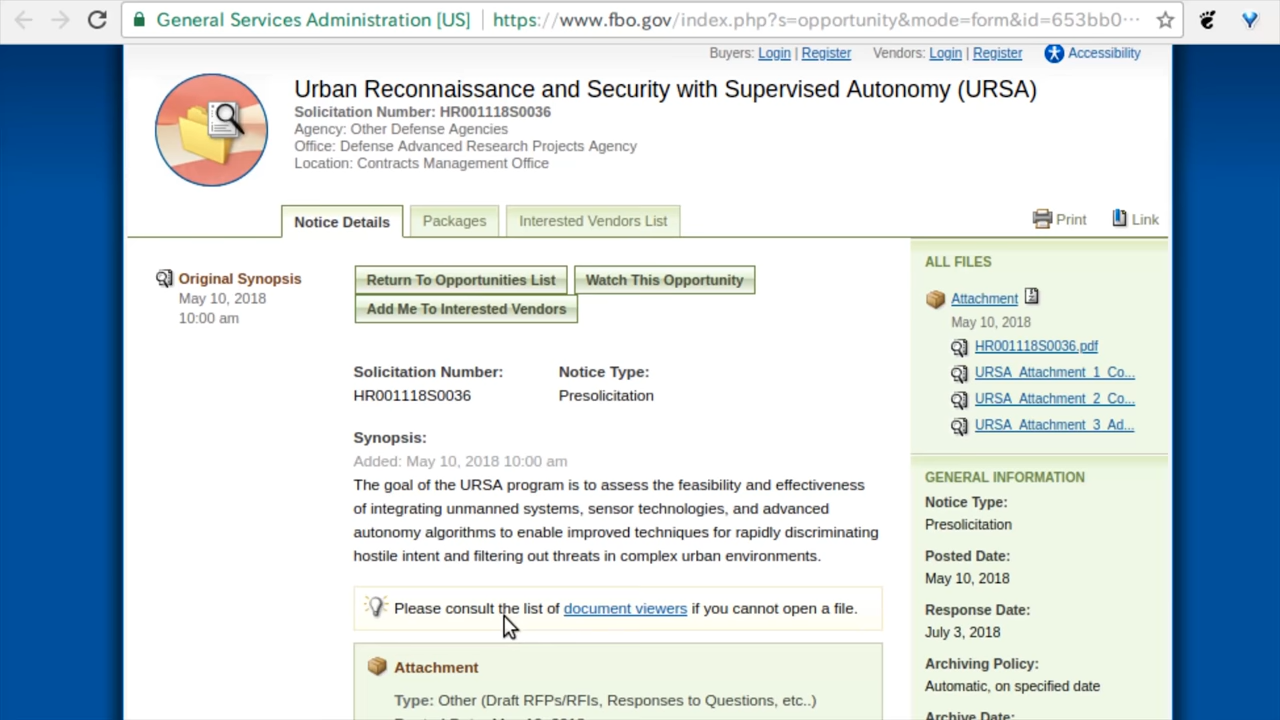 General Services Administration [US]
https://www.fbo.gov/index.php?s=opportunity&mode=form&id=653bb0···
Buyers: Login | Register Vendors: Login | Register Accessibility
Urban Reconnaissance and Security with Supervised Autonomy (URSA)
Solicitation Number: HR001118S0036
Agency: Other Defense Agencies
Office: Defense Advanced Research Projects Agency
Location: Contracts Management Office
Notice Details
Packages
Interested Vendors List
Print
Link
Original Synopsis
May 10, 2018
10:00 am
Return To Opportunities List
Watch This Opportunity
Add Me To Interested Vendors
Solicitation Number:
HR001118S0036
Notice Type:
Presolicitation
Synopsis:
Added: May 10, 2018 10:00 am
The goal of the URSA program is to assess the feasibility and effectiveness
of integrating unmanned systems, sensor technologies, and advanced
autonomy algorithms to enable improved techniques for rapidly discriminating
hostile intent and filtering out threats in complex urban environments.
Please consult the list of document viewers if you cannot open a file.
Attachment
Type: Other (Draft RFPs/RFIs, Responses to Questions, etc..)
ALL FILES
Attachment
May 10, 2018
HR001118S0036.pdf
URSA_Attachment_1_Co...
URSA_Attachment_2_Co...
URSA_Attachment_3_Ad...
GENERAL INFORMATION
Notice Type:
Presolicitation
Posted Date:
May 10, 2018
Response Date:
July 3, 2018
Archiving Policy:
Automatic, on specified date
Archive Date: